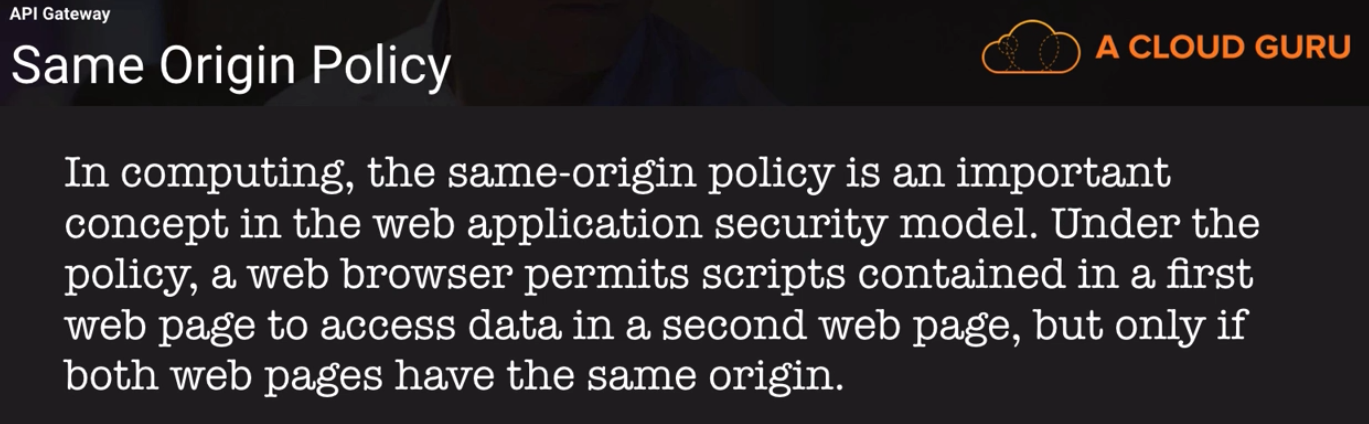 API Gateway
Same Origin Policy
A CLOUD GURU
In computing, the same-origin policy is an important
concept in the web application security model. Under the
policy, a web browser permits scripts contained in a first
web page to access data in a second web page, but only if
both web pages have the same origin.